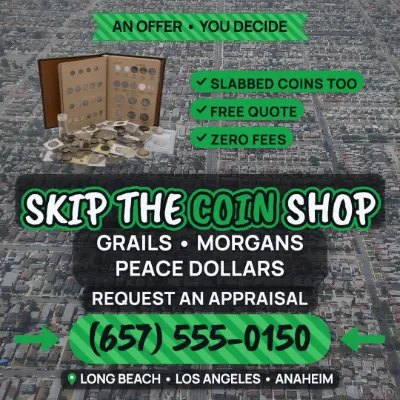 AN OFFER • YOU DECIDE
✓ SLABBED COINS TOO
✓ FREE QUOTE
✓ ZERO FEES
SKIP THE COIN SHOP
GRAILS • MORGANS
PEACE DOLLARS
REQUEST AN APPRAISAL
(657) 555-0150
LONG BEACH • LOS ANGELES • ANAHEIM